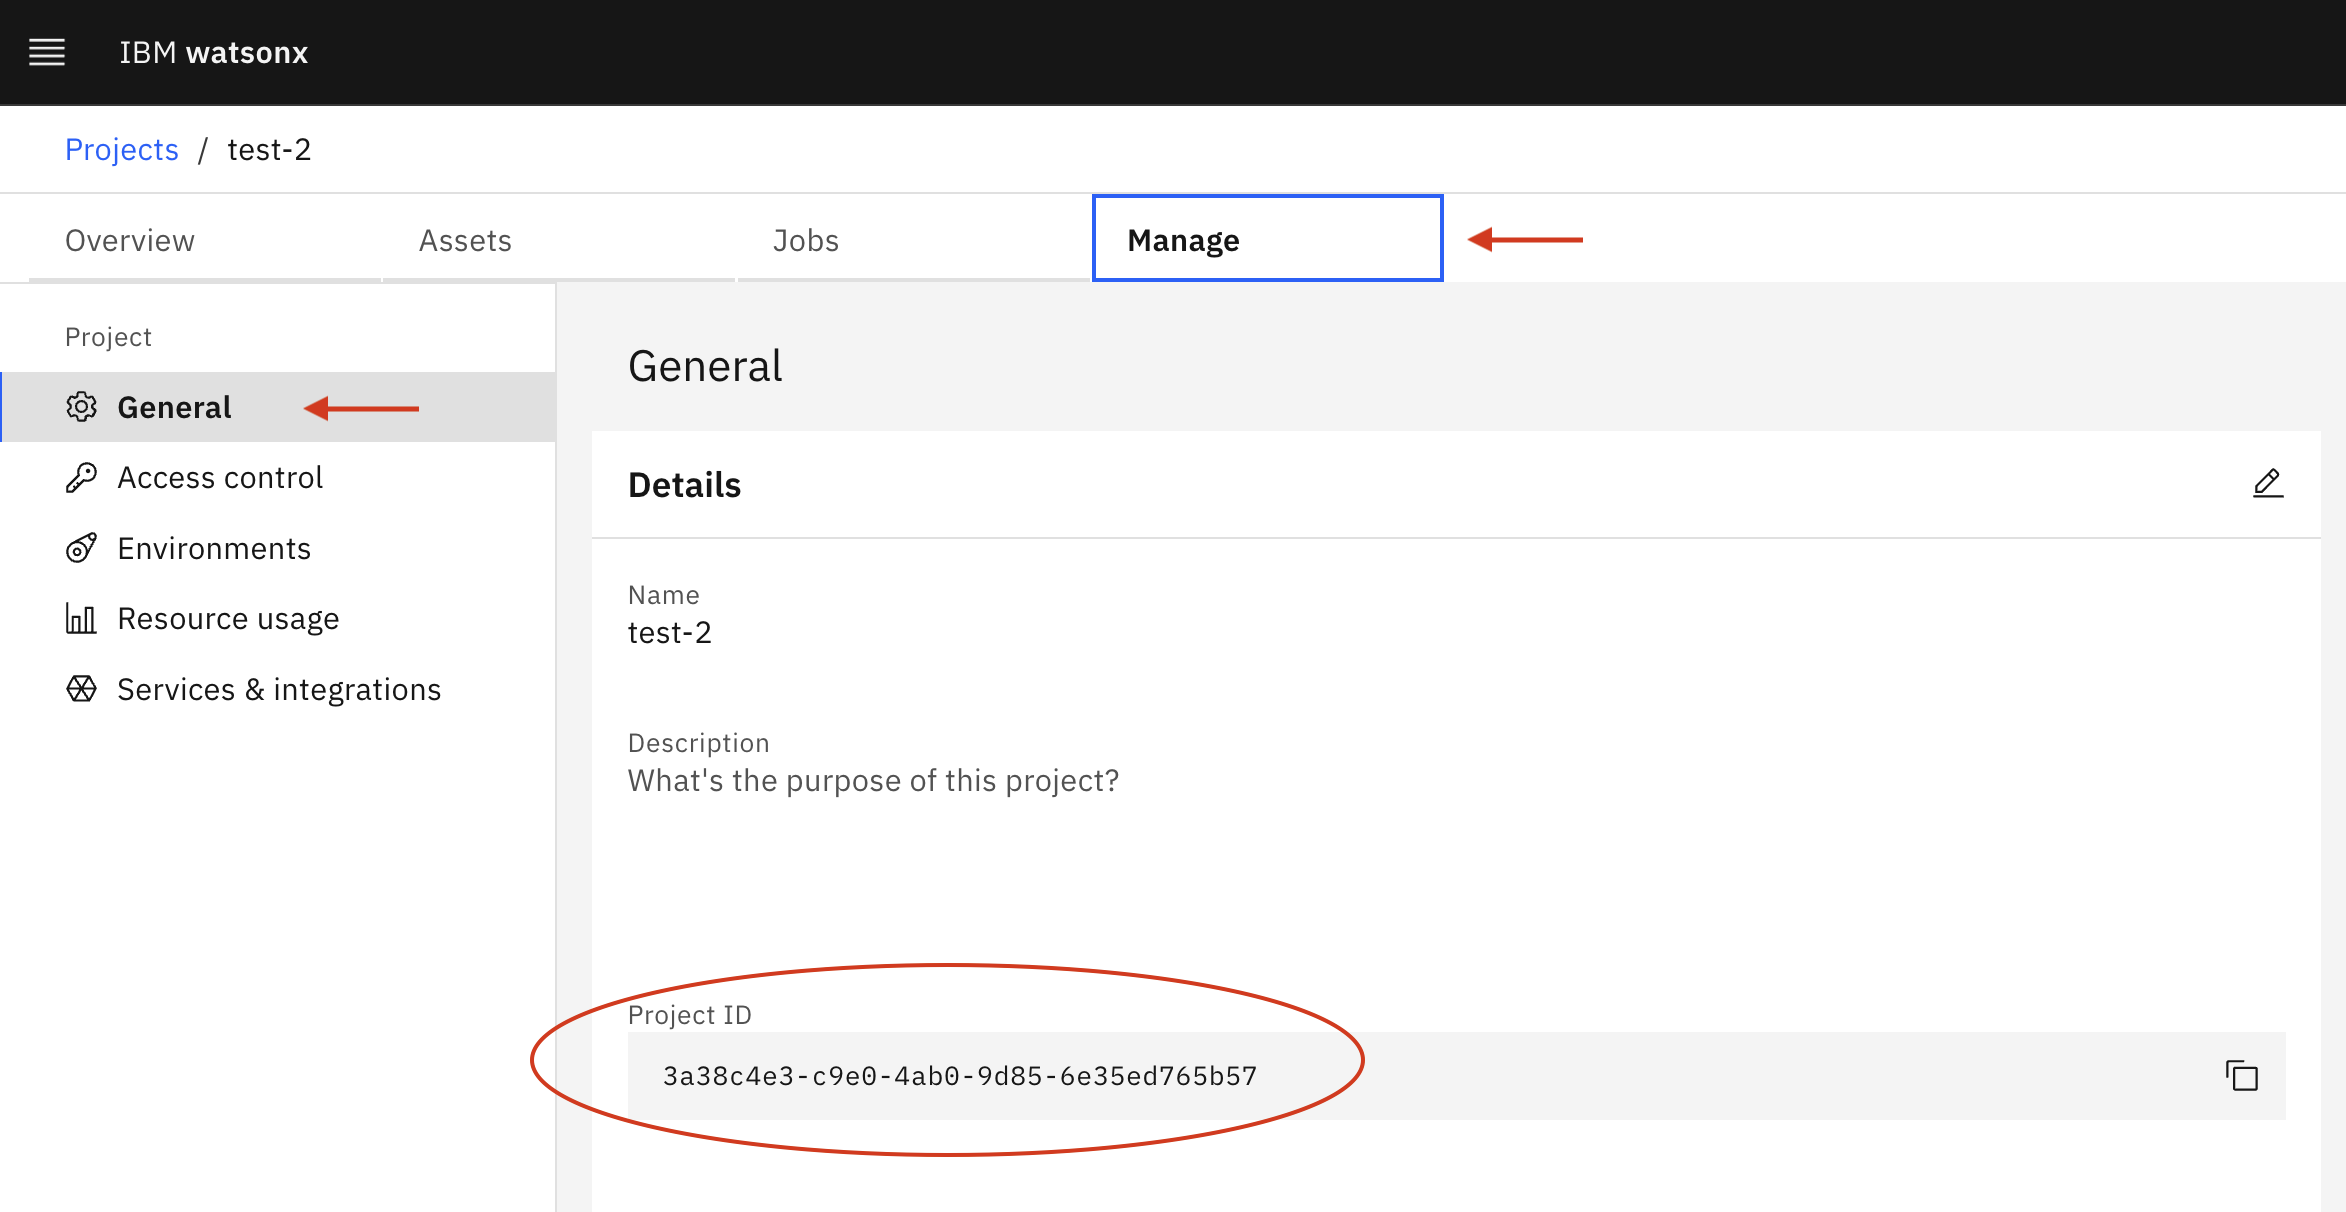 IBM watsonx
Projects / test-2
Overview
Assets
Jobs
Manage
Project
General
Access control
Environments
Resource usage
Services & integrations
General
Details
Name
test-2
Description
What's the purpose of this project?
Project ID
3a38c4e3-c9e0-4ab0-9d85-6e35ed765b57